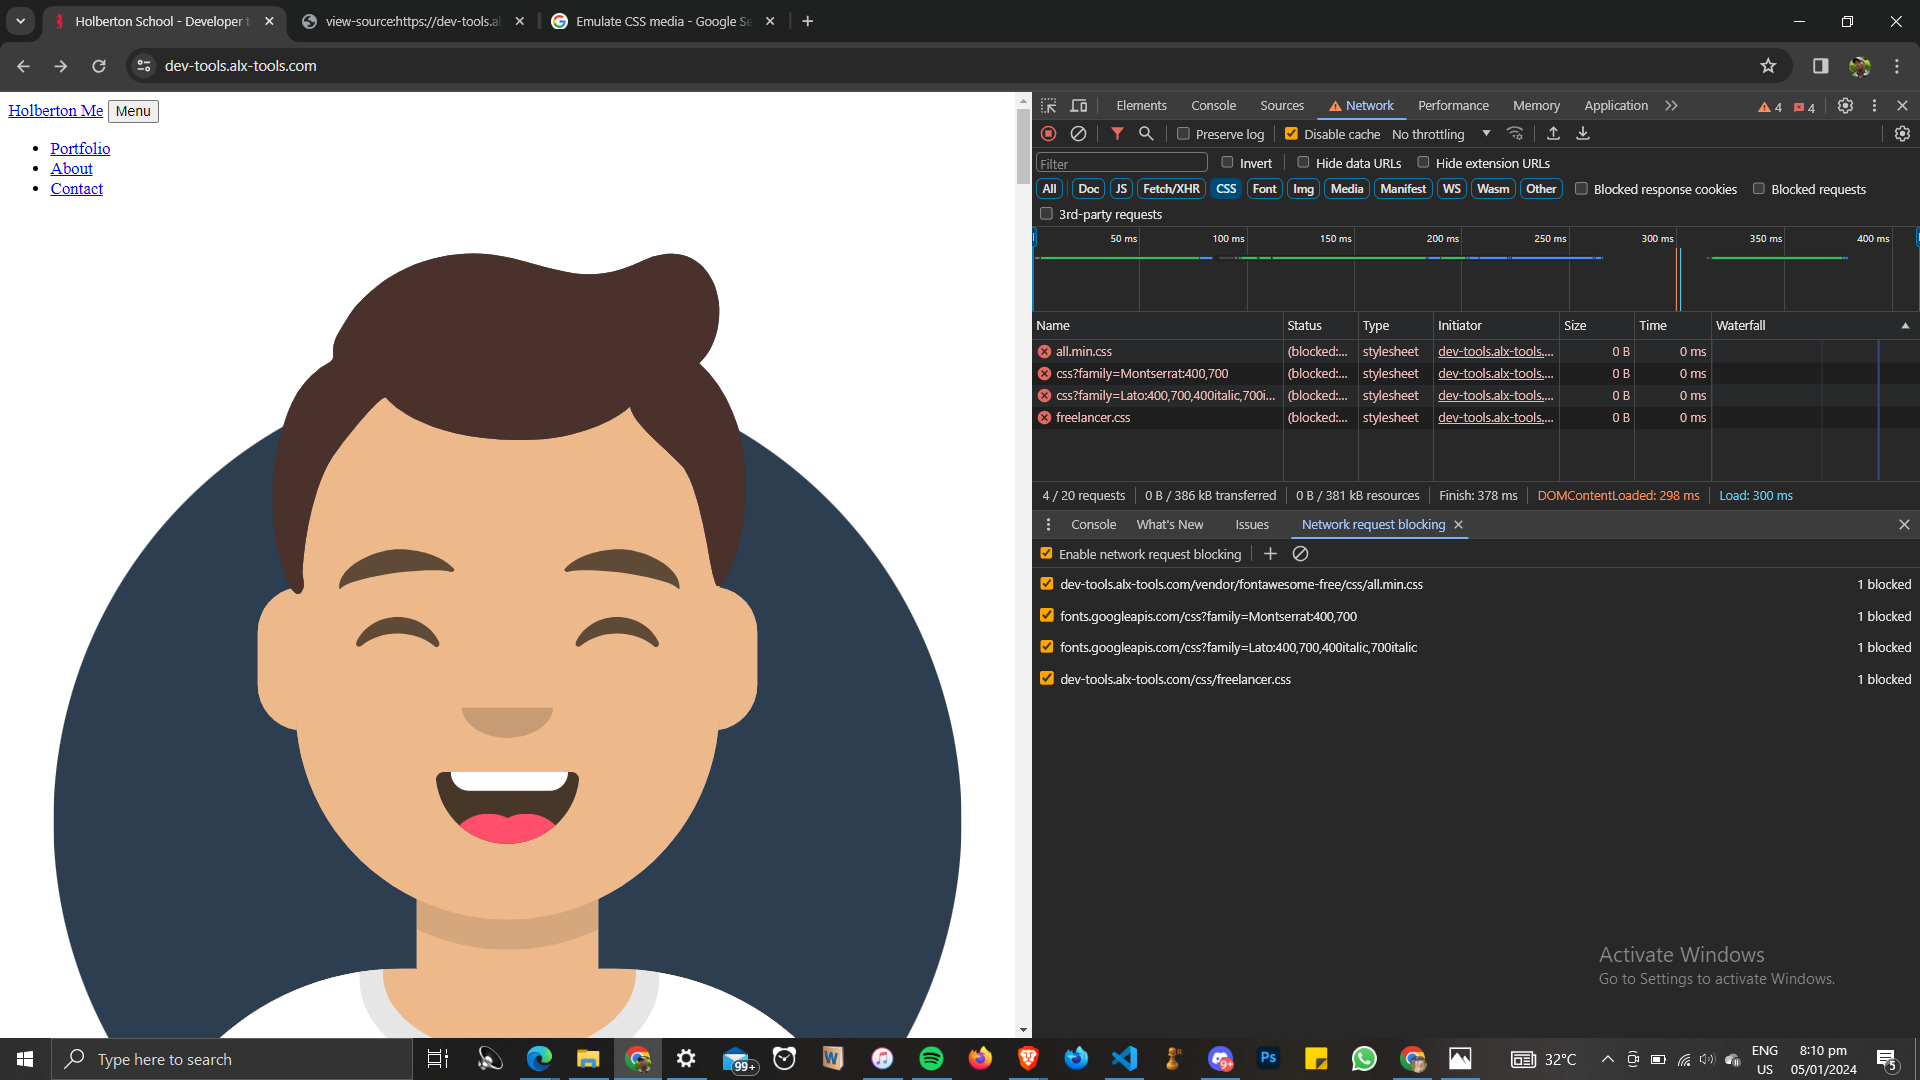 Holberton School - Developer t
view-source:https://dev-tools.al
Emulate CSS media - Google Se
dev-tools.alx-tools.com
Holberton Me Menu
Portfolio
About
Contact
Elements Console Sources Network Performance Memory Application 4 4
Preserve log Disable cache No throttling
Filter Invert Hide data URLs Hide extension URLs
All Doc JS Fetch/XHR CSS Font Img Media Manifest WS Wasm Other Blocked response cookies Blocked requests
3rd-party requests
50 ms 100 ms 150 ms 200 ms 250 ms 300 ms 350 ms 400 ms
Name Status Type Initiator Size Time Waterfall
all.min.css (blocked:... stylesheet dev-tools.alx-tools.... 0 B 0 ms
css?family=Montserrat:400,700 (blocked:... stylesheet dev-tools.alx-tools.... 0 B 0 ms
css?family=Lato:400,700,400italic,700i... (blocked:... stylesheet dev-tools.alx-tools.... 0 B 0 ms
freelancer.css (blocked:... stylesheet dev-tools.alx-tools.... 0 B 0 ms
4 / 20 requests 0 B / 386 kB transferred 0 B / 381 kB resources Finish: 378 ms DOMContentLoaded: 298 ms Load: 300 ms
Console What's New Issues Network request blocking
Enable network request blocking
dev-tools.alx-tools.com/vendor/fontawesome-free/css/all.min.css 1 blocked
fonts.googleapis.com/css?family=Montserrat:400,700 1 blocked
fonts.googleapis.com/css?family=Lato:400,700,400italic,700italic 1 blocked
dev-tools.alx-tools.com/css/freelancer.css 1 blocked
Activate Windows
Go to Settings to activate Windows.
Type here to search
99+
W
9+
Ps
32°C
ENG
US
8:10 pm
05/01/2024
5